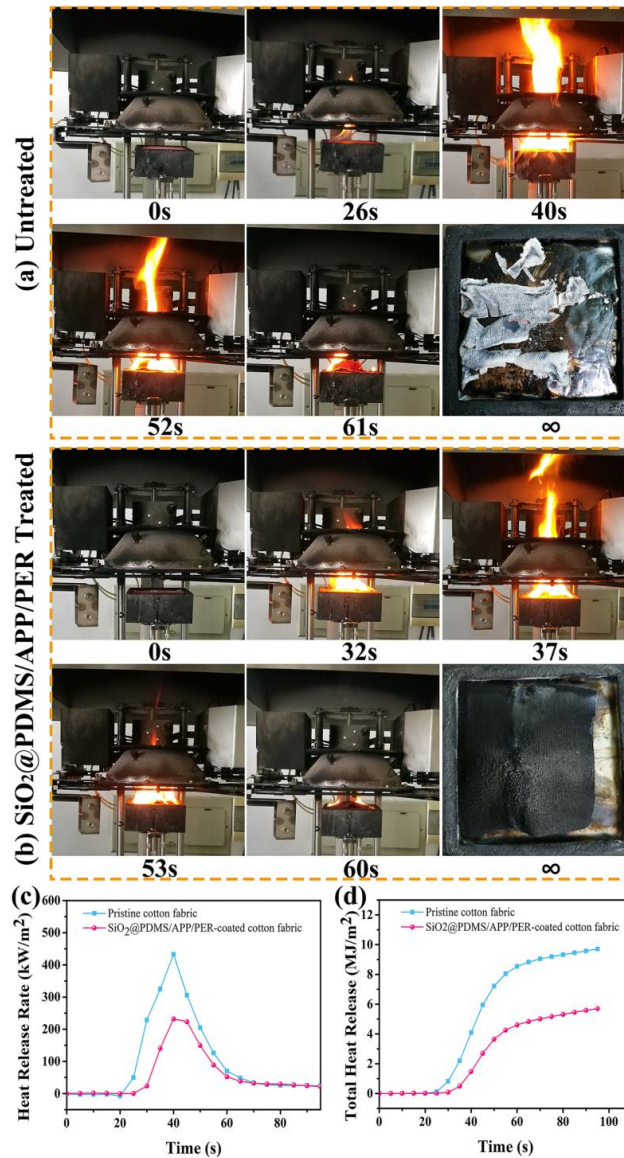 (a) Untreated
0s 26s 40s
52s 61s ∞
(b) SiO₂@PDMS/APP/PER Treated
0s 32s 37s
53s 60s ∞
(c)
Heat Release Rate (kW/m²)
600
500
400
300
200
100
0
Pristine cotton fabric
SiO₂@PDMS/APP/PER-coated cotton fabric
0 20 40 60 80
Time (s)
(d)
Total Heat Release (MJ/m²)
12
10
8
6
4
2
0
Pristine cotton fabric
SiO2@PDMS/APP/PER-coated cotton fabric
0 20 40 60 80 100
Time (s)